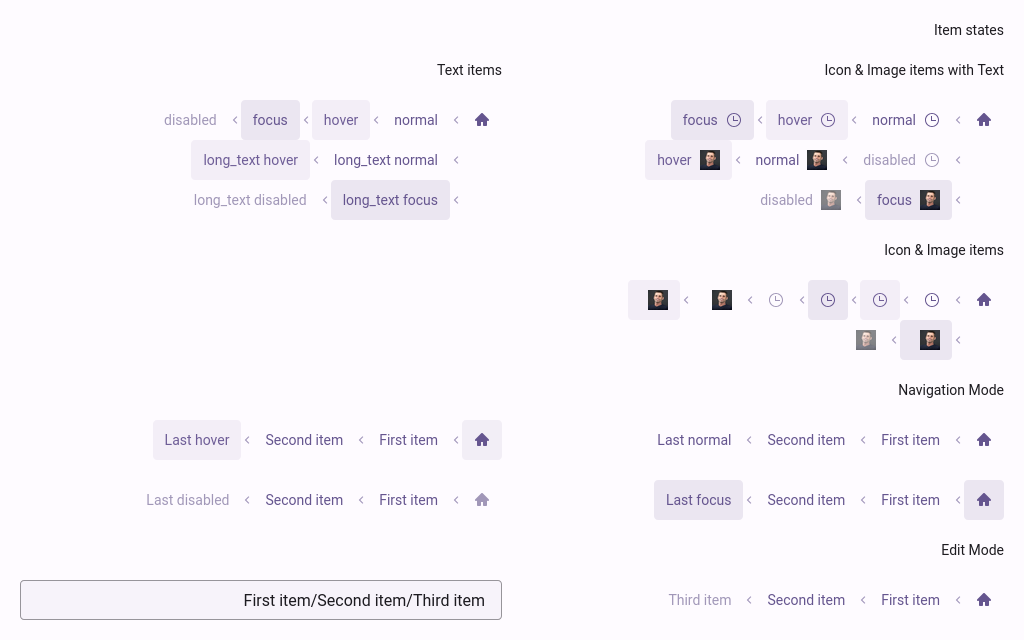 Item states
Text items
disabled focus hover normal
long_text hover long_text normal
long_text disabled long_text focus
Icon & Image items with Text
focus hover normal
hover normal disabled
disabled focus
Icon & Image items
Navigation Mode
Last hover Second item First item
Last normal Second item First item
Last disabled Second item First item
Last focus Second item First item
Edit Mode
First item/Second item/Third item
Third item Second item First item